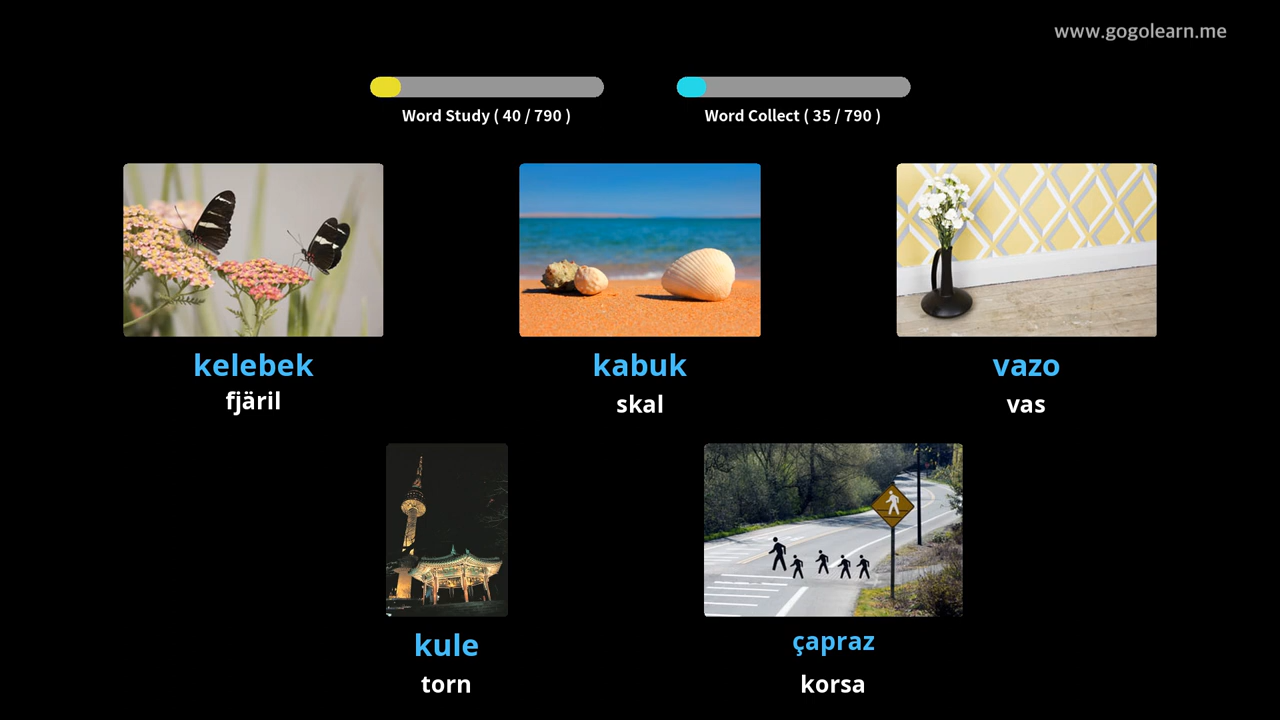 www.gogolearn.me
Word Study ( 40 / 790 )
Word Collect ( 35 / 790 )
kelebek
fjäril
kabuk
skal
vazo
vas
kule
torn
çapraz
korsa